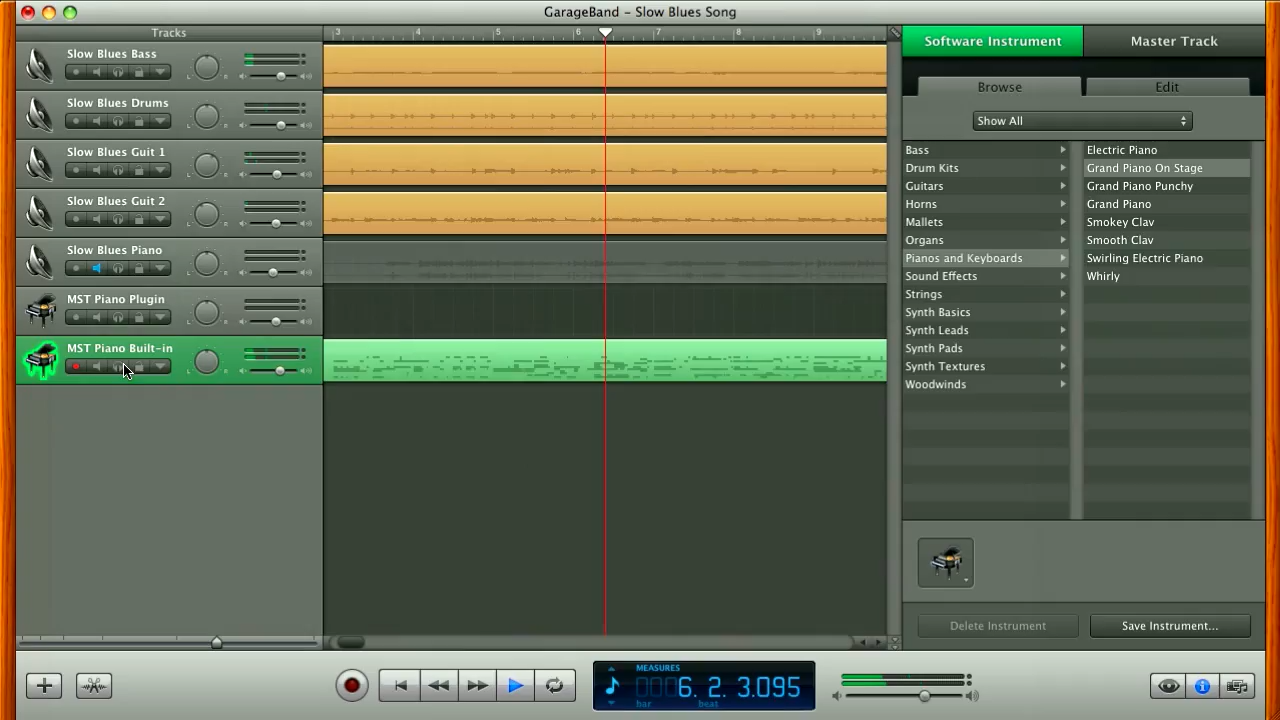 GarageBand – Slow Blues Song
Tracks
3 4 5 6 7 8 9
Slow Blues Bass
L R
Slow Blues Drums
L R
Slow Blues Guit 1
L R
Slow Blues Guit 2
L R
Slow Blues Piano
L R
MST Piano Plugin
L R
MST Piano Built-in
L R
Software Instrument
Master Track
Browse
Edit
Show All
Bass
Drum Kits
Guitars
Horns
Mallets
Organs
Pianos and Keyboards
Sound Effects
Strings
Synth Basics
Synth Leads
Synth Pads
Synth Textures
Woodwinds
Electric Piano
Grand Piano On Stage
Grand Piano Punchy
Grand Piano
Smokey Clav
Smooth Clav
Swirling Electric Piano
Whirly
Delete Instrument
Save Instrument...
MEASURES
0006. 2. 3.095
bar beat